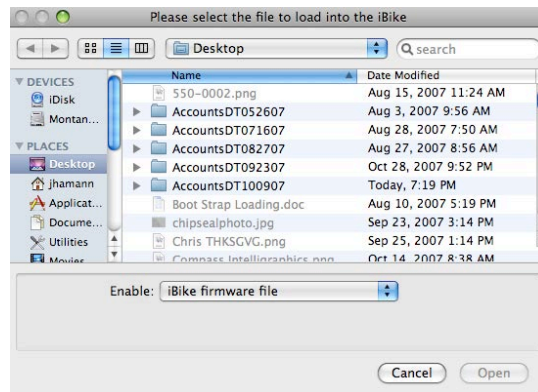 Please select the file to load into the iBike
Desktop
search
DEVICES
iDisk
Montan...
PLACES
Desktop
jhamann
Applicat...
Docume...
Utilities
Movies
Name Date Modified
550-0002.png Aug 15, 2007 11:24 AM
AccountsDT052607 Aug 3, 2007 9:56 AM
AccountsDT071607 Aug 28, 2007 7:50 AM
AccountsDT082707 Aug 27, 2007 8:56 AM
AccountsDT092307 Oct 28, 2007 9:52 PM
AccountsDT100907 Today, 7:19 PM
Boot Strap Loading.doc Aug 10, 2007 5:19 PM
chipsealphoto.jpg Sep 23, 2007 3:14 PM
Chris THKSGVG.png Sep 25, 2007 1:14 PM
Compass Intelligraphics.png Oct 14, 2007 8:38 AM
Enable: iBike firmware file
Cancel Open